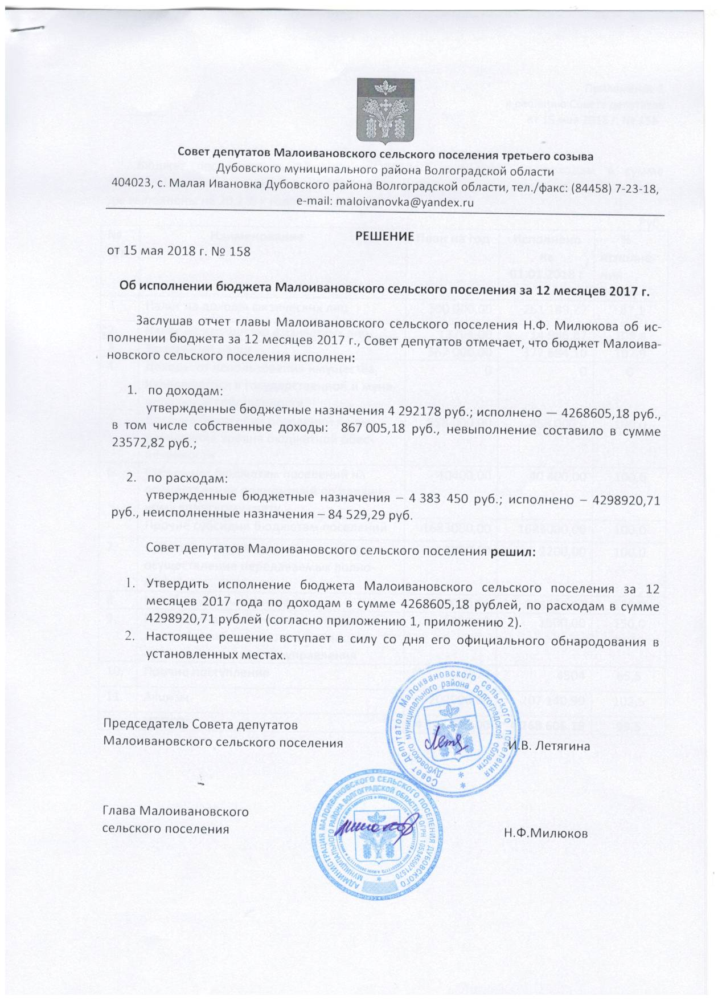 Совет депутатов Малоивановского сельского поселения третьего созыва
Дубовского муниципального района Волгоградской области
404023, с. Малая Ивановка Дубовского района Волгоградской области, тел./факс: (84458) 7-23-18,
e-mail: maloivanovka@yandex.ru
РЕШЕНИЕ
от 15 мая 2018 г. № 158
Об исполнении бюджета Малоивановского сельского поселения за 12 месяцев 2017 г.
Заслушав отчет главы Малоивановского сельского поселения Н.Ф. Милюкова об ис-
полнении бюджета за 12 месяцев 2017 г., Совет депутатов отмечает, что бюджет Малоива-
новского сельского поселения исполнен:
1. по доходам:
утвержденные бюджетные назначения 4 292178 руб.; исполнено — 4268605,18 руб.,
в том числе собственные доходы: 867 005,18 руб., невыполнение составило в сумме
23572,82 руб.;
2. по расходам:
утвержденные бюджетные назначения – 4 383 450 руб.; исполнено – 4298920,71
руб., неисполненные назначения – 84 529,29 руб.
Совет депутатов Малоивановского сельского поселения решил:
1. Утвердить исполнение бюджета Малоивановского сельского поселения за 12
месяцев 2017 года по доходам в сумме 4268605,18 рублей, по расходам в сумме
4298920,71 рублей (согласно приложению 1, приложению 2).
2. Настоящее решение вступает в силу со дня его официального обнародования в
установленных местах.
Председатель Совета депутатов
Малоивановского сельского поселения
И.В. Летягина
Совет депутатов Малоивановского сельского поселения
Дубовского муниципального района Волгоградской области
Глава Малоивановского
сельского поселения
Н.Ф.Милюков
АДМИНИСТРАЦИЯ МАЛОИВАНОВСКОГО СЕЛЬСКОГО ПОСЕЛЕНИЯ ДУБОВСКОГО
МУНИЦИПАЛЬНОГО РАЙОНА ВОЛГОГРАДСКОЙ ОБЛАСТИ ОГРН 1053455071570